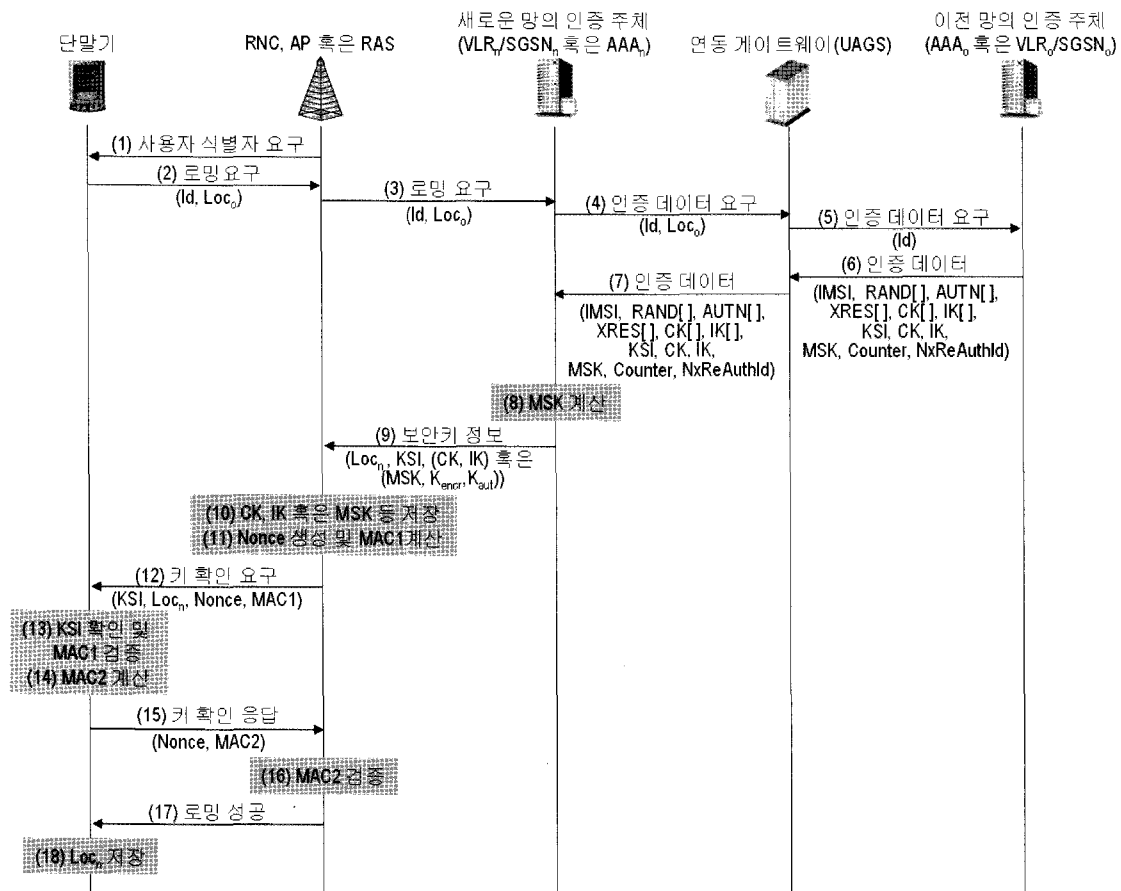 단말기
RNC, AP 혹은 RAS
새로운 망의 인증 주체
(VLRn/SGSNn 혹은 AAAn)
연동 게이트웨이(UAGS)
이전 망의 인증 주체
(AAAo 혹은 VLRo/SGSNo)
(1) 사용자 식별자 요구
(2) 로밍요구
(Id, Loco)
(3) 로밍 요구
(Id, Loco)
(4) 인증 데이터 요구
(Id, Loco)
(5) 인증 데이터 요구
(Id)
(6) 인증 데이터
(IMSI, RAND[ ], AUTN[ ],
XRES[ ], CK[ ], IK[ ],
KSI, CK, IK,
MSK, Counter, NxReAuthId)
(7) 인증 데이터
(IMSI, RAND[ ], AUTN[ ],
XRES[ ], CK[ ], IK[ ],
KSI, CK, IK,
MSK, Counter, NxReAuthId)
(8) MSK 계산
(9) 보안키 정보
(Locn, KSI, (CK, IK) 혹은
(MSK, Kencr,Kaut))
(10) CK, IK 혹은 MSK 등 저장
(11) Nonce 생성 및 MAC1계산
(12) 키 확인 요구
(KSI, Locn, Nonce, MAC1)
(13) KSI 확인 및
MAC1 검증
(14) MAC2 계산
(15) 키 확인 응답
(Nonce, MAC2)
(16) MAC2 검증
(17) 로밍 성공
(18) Locn 저장